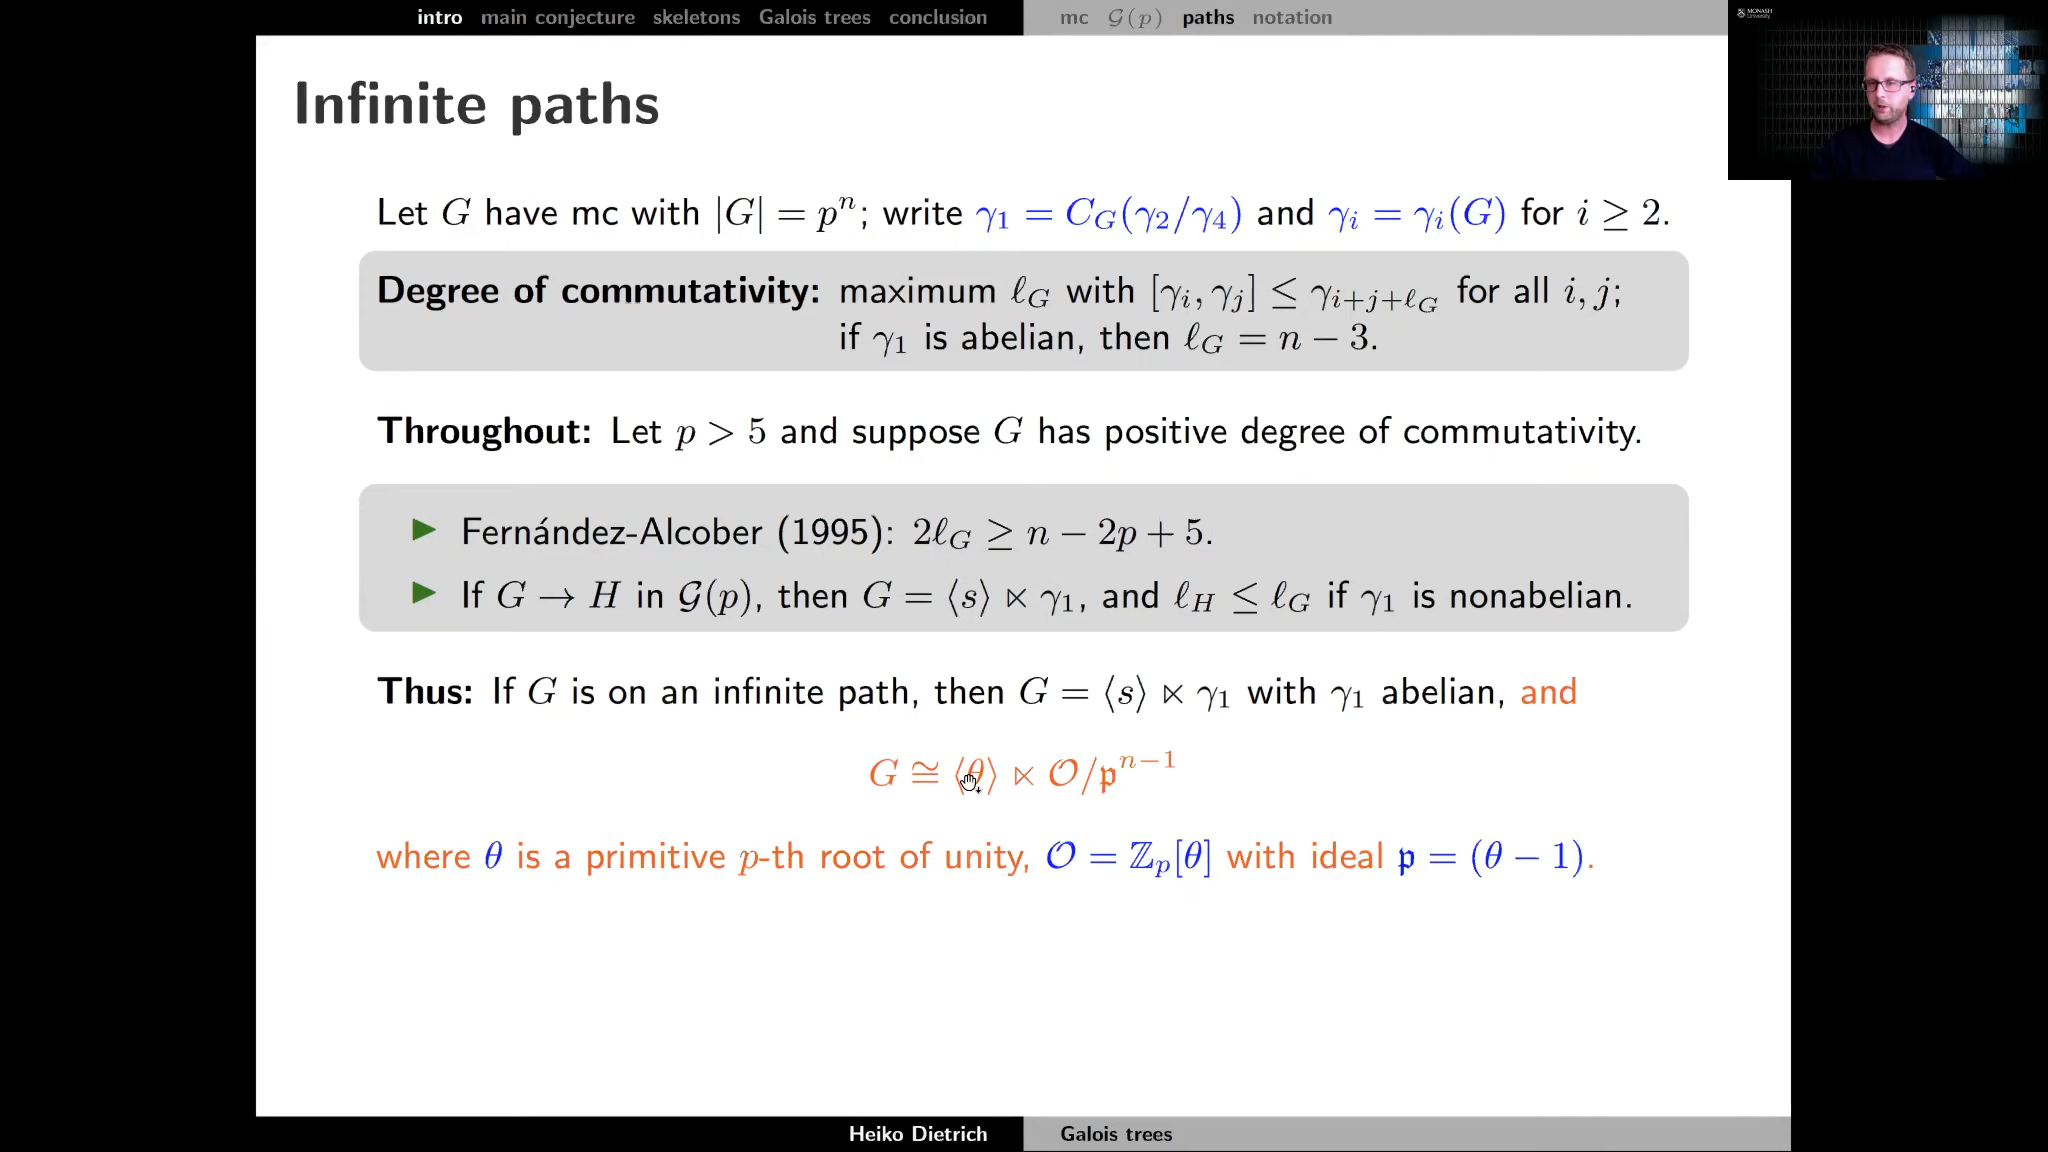 intro main conjecture skeletons Galois trees conclusion mc 𝒢(p) paths notation
MONASH University
Infinite paths
Let G have mc with |G| = pⁿ; write γ₁ = C_G(γ₂/γ₄) and γᵢ = γᵢ(G) for i ≥ 2.
Degree of commutativity: maximum ℓ_G with [γᵢ, γⱼ] ≤ γ_{i+j+ℓ_G} for all i, j;
if γ₁ is abelian, then ℓ_G = n − 3.
Throughout: Let p > 5 and suppose G has positive degree of commutativity.
▶ Fernández-Alcober (1995): 2ℓ_G ≥ n − 2p + 5.
▶ If G → H in 𝒢(p), then G = ⟨s⟩ ⋉ γ₁, and ℓ_H ≤ ℓ_G if γ₁ is nonabelian.
Thus: If G is on an infinite path, then G = ⟨s⟩ ⋉ γ₁ with γ₁ abelian, and
G ≅ ⟨θ⟩ ⋉ 𝒪/𝔭ⁿ⁻¹
where θ is a primitive p-th root of unity, 𝒪 = ℤ_p[θ] with ideal 𝔭 = (θ − 1).
Heiko Dietrich Galois trees